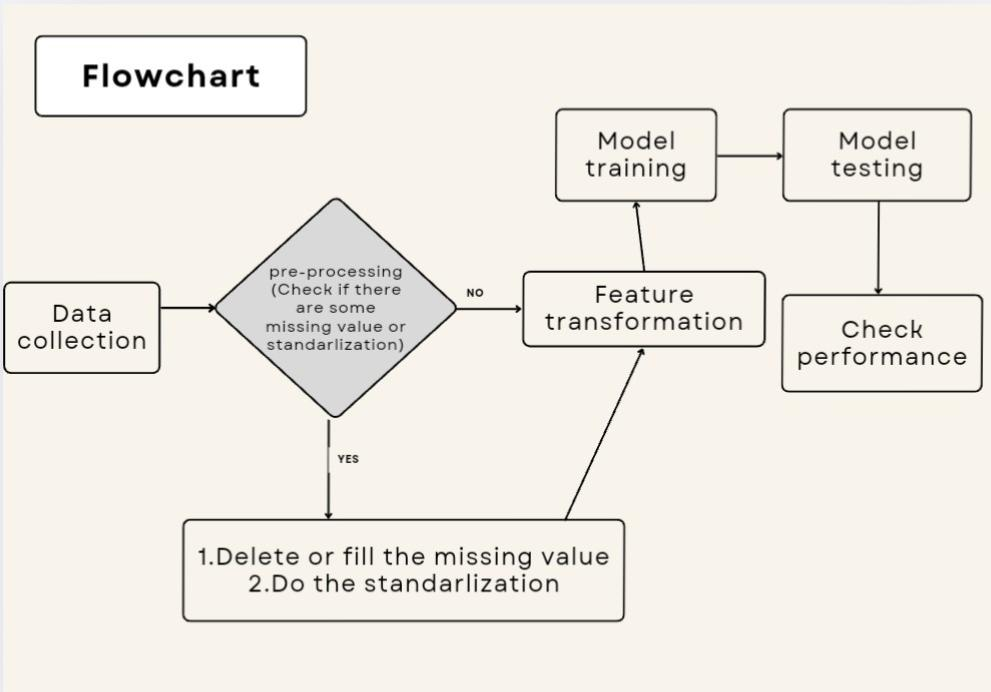 Flowchart
Data
collection
pre-processing
(Check if there
are some
missing value or
standarlization)
NO
YES
1.Delete or fill the missing value
2.Do the standarlization
Feature
transformation
Model
training
Model
testing
Check
performance